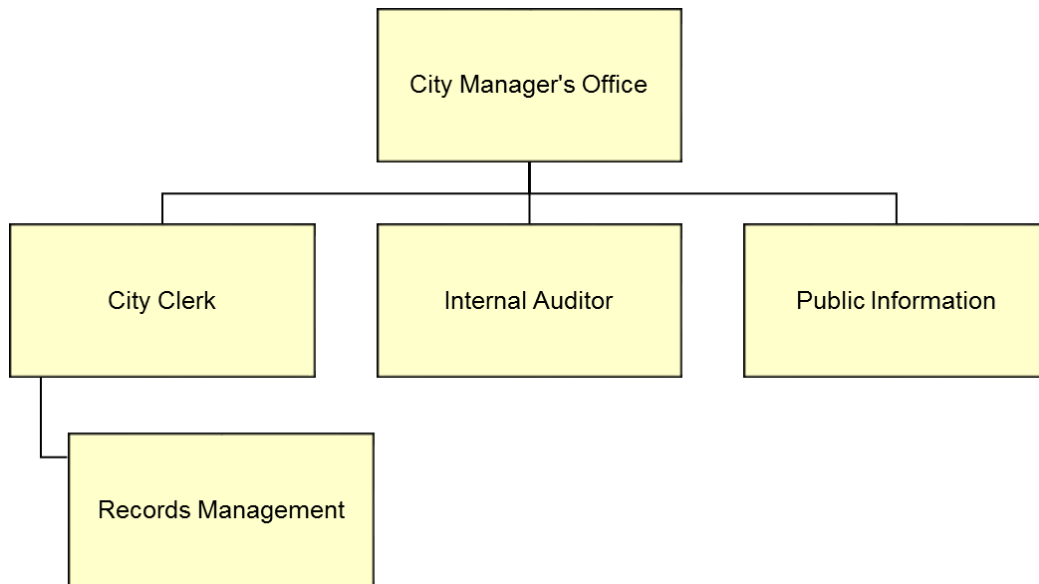 City Manager's Office
City Clerk
Internal Auditor
Public Information
Records Management